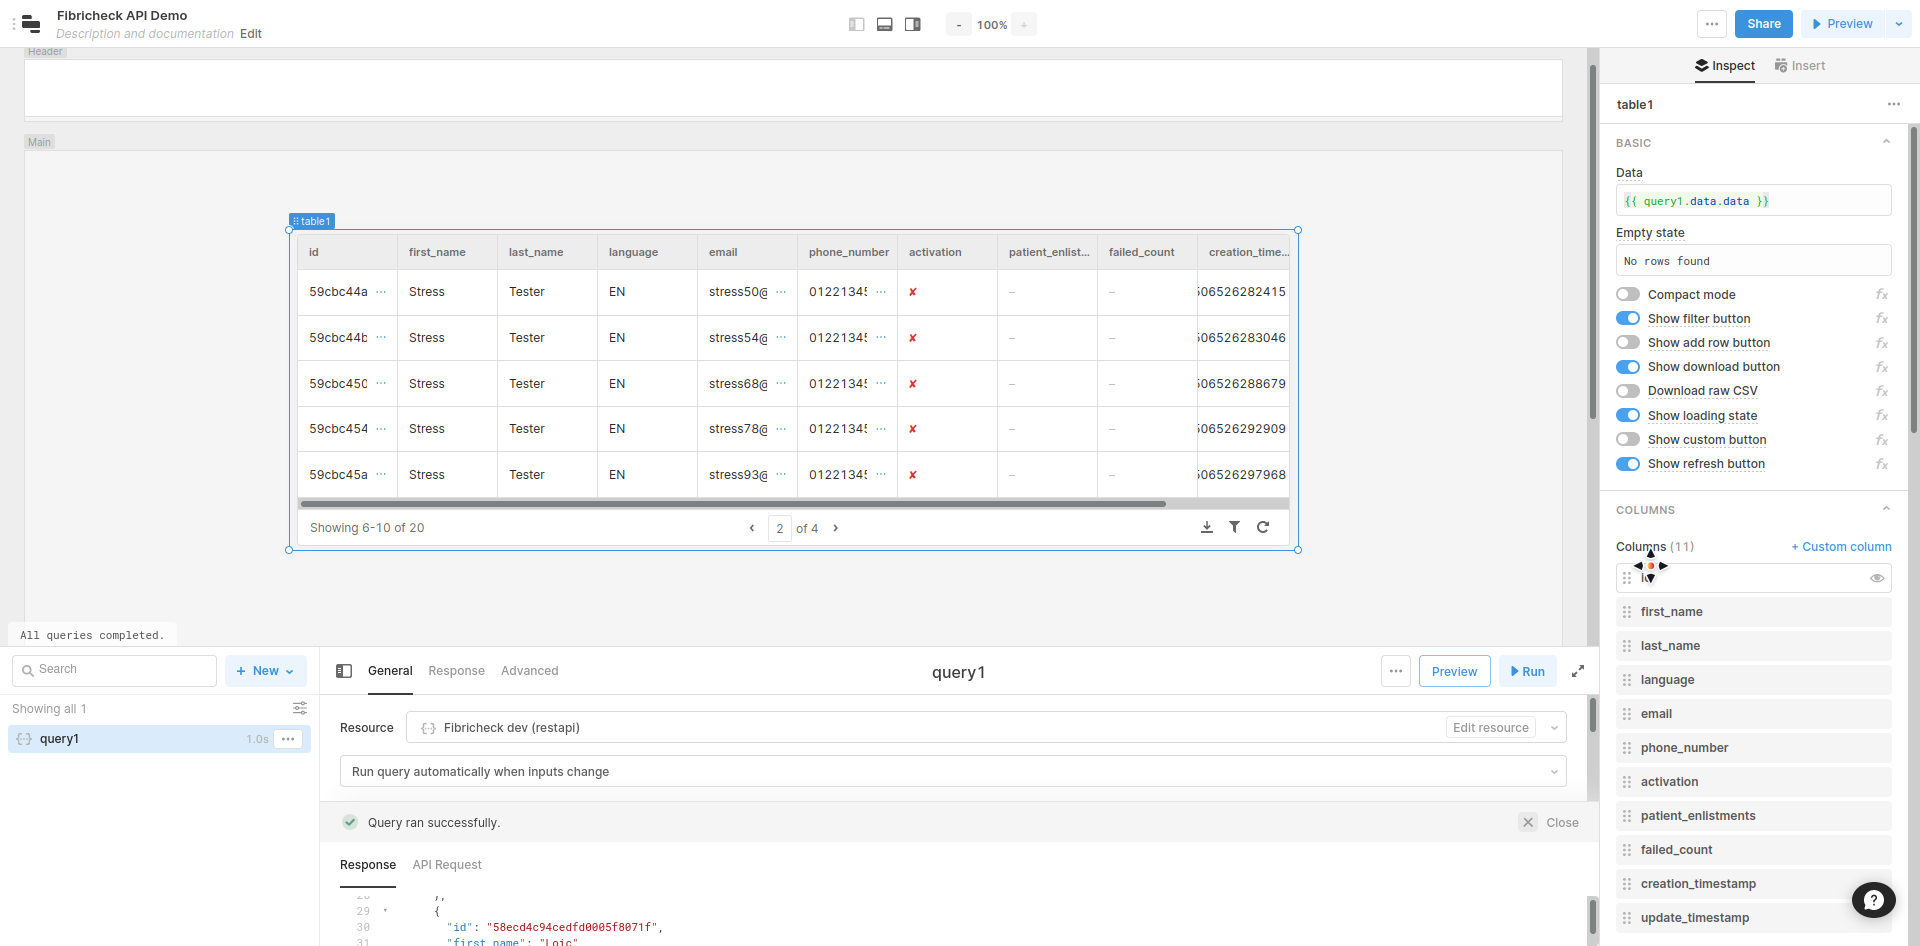 Fibricheck API Demo
Description and documentation Edit
- 100% +
Share
Preview
Header
Main
table1
id first_name last_name language email phone_number activation patient_enlist... failed_count creation_time...
59cbc44a ... Stress Tester EN stress50@ ... 01221345 ... ✘ – – 506526282415
59cbc44b ... Stress Tester EN stress54@ ... 01221345 ... ✘ – – 506526283046
59cbc450 ... Stress Tester EN stress68@ ... 01221345 ... ✘ – – 506526288679
59cbc454 ... Stress Tester EN stress78@ ... 01221345 ... ✘ – – 506526292909
59cbc45a ... Stress Tester EN stress93@ ... 01221345 ... ✘ – – 506526297968
Showing 6-10 of 20
2 of 4
All queries completed.
Search
+ New
Showing all 1
query1 1.0s
General Response Advanced
query1
Preview
Run
Resource
Fibricheck dev (restapi)
Edit resource
Run query automatically when inputs change
Query ran successfully.
Close
Response API Request
28 },
29 {
30 "id": "58ecd4c94cedfd0005f8071f",
31 "first_name": "Loic"
Inspect Insert
table1
BASIC
Data
{{ query1.data.data }}
Empty state
No rows found
Compact mode fx
Show filter button fx
Show add row button fx
Show download button fx
Download raw CSV fx
Show loading state fx
Show custom button fx
Show refresh button fx
COLUMNS
Columns (11) + Custom column
first_name
last_name
language
email
phone_number
activation
patient_enlistments
failed_count
creation_timestamp
update_timestamp